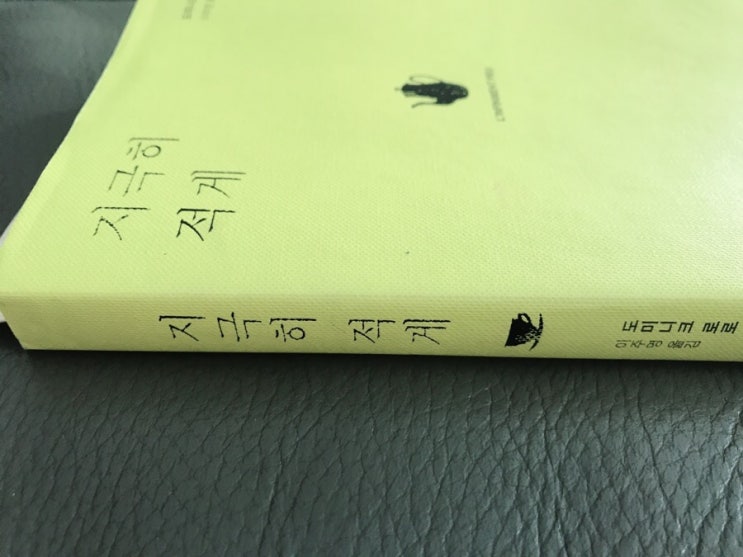 지극히
적게
지극히 적게
도미니크 로로
이주영 옮김